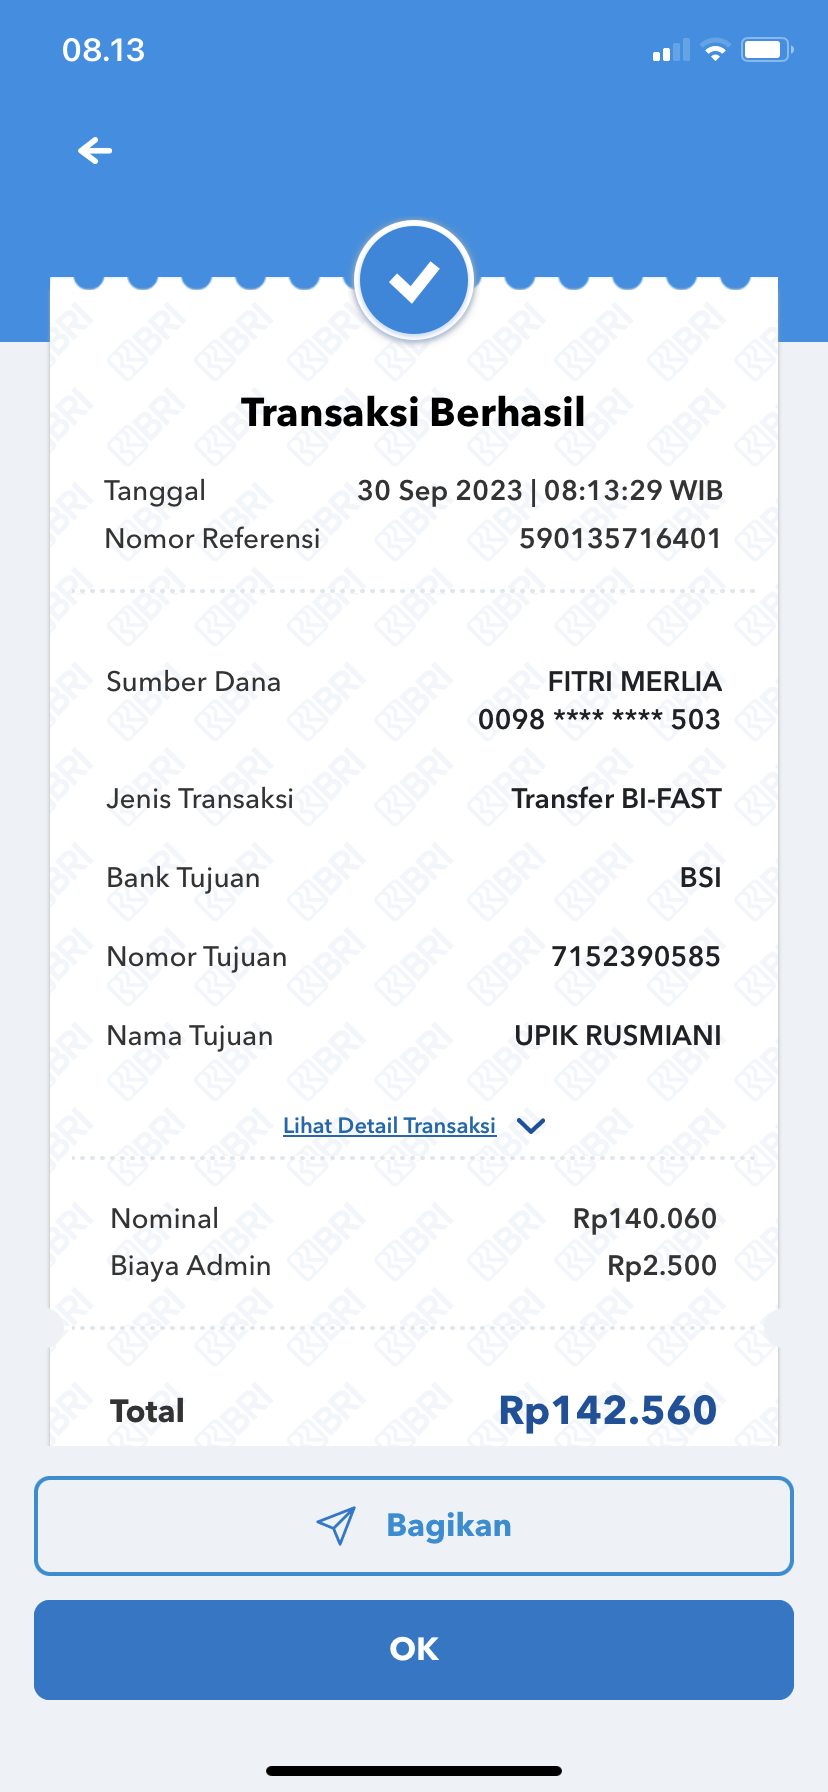 08.13
Transaksi Berhasil
Tanggal 30 Sep 2023 | 08:13:29 WIB
Nomor Referensi 590135716401
Sumber Dana FITRI MERLIA
0098 **** **** 503
Jenis Transaksi Transfer BI-FAST
Bank Tujuan BSI
Nomor Tujuan 7152390585
Nama Tujuan UPIK RUSMIANI
Lihat Detail Transaksi
Nominal Rp140.060
Biaya Admin Rp2.500
Total Rp142.560
Bagikan
OK